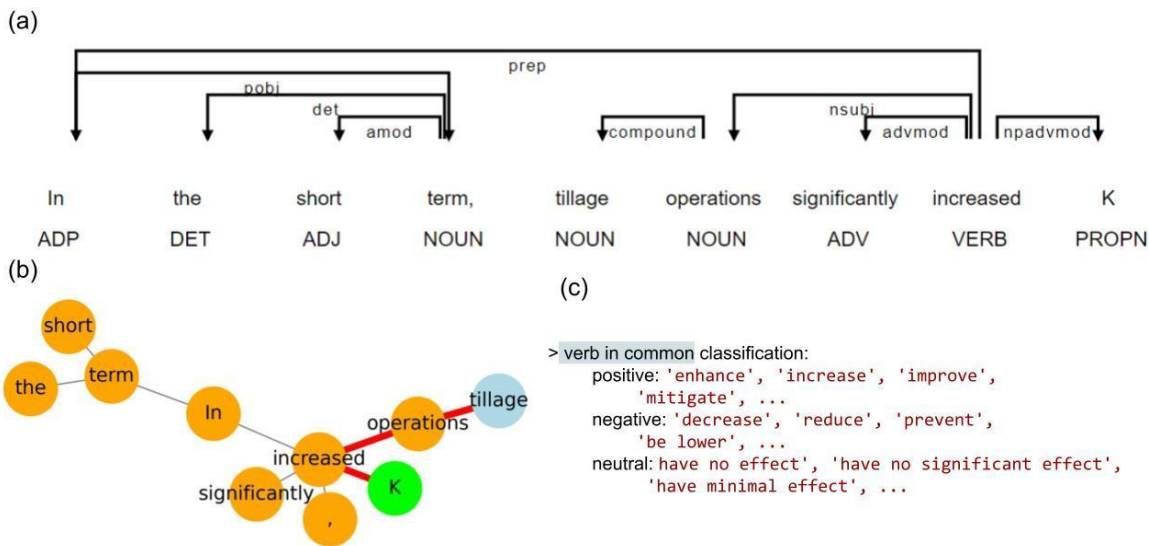 (a)
prep
pobj
nsubj
det
amod
compound
advmod
npadvmod
In the short term, tillage operations significantly increased K
ADP DET ADJ NOUN NOUN NOUN ADV VERB PROPN
(b)
short
the
term
In
increased
significantly
,
K
operations
tillage
(c)
> verb in common classification:
positive: 'enhance', 'increase', 'improve',
'mitigate', ...
negative: 'decrease', 'reduce', 'prevent',
'be lower', ...
neutral: have no effect', 'have no significant effect',
'have minimal effect', ...